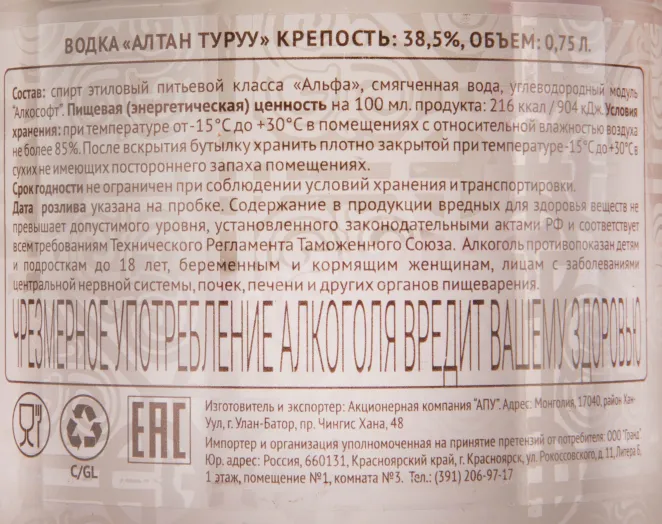 ВОДКА «АЛТАН ТУРУУ» КРЕПОСТЬ: 38,5%, ОБЪЕМ: 0,75 Л.
Состав: спирт этиловый питьевой класса «Альфа», смягченная вода, углеводородный модуль
"Алкософт". Пищевая (энергетическая) ценность на 100 мл. продукта: 216 ккал / 904 кДж. Условия
хранения: при температуре от -15°С до +30°С в помещениях с относительной влажностью воздуха
не более 85%. После вскрытия бутылку хранить плотно закрытой при температуре -15°С до +30°С в
сухих не имеющих постороннего запаха помещениях.
Срок годности не ограничен при соблюдении условий хранения и транспортировки.
Дата розлива указана на пробке. Содержание в продукции вредных для здоровья веществ не
превышает допустимого уровня, установленного законодательными актами РФ и соответствует
всем требованиям Технического Регламента Таможенного Союза. Алкоголь противопоказан детям
и подросткам до 18 лет, беременным и кормящим женщинам, лицам с заболеваниями
центральной нервной системы, почек, печени и других органов пищеварения.
ЧРЕЗМЕРНОЕ УПОТРЕБЛЕНИЕ АЛКОГОЛЯ ВРЕДИТ ВАШЕМУ ЗДОРОВЬЮ
C/GL
EAC
Изготовитель и экспортер: Акционерная компания "АПУ". Адрес: Монголия, 17040, район Хан-
Уул, г. Улан-Батор, пр. Чингис Хана, 48
Импортер и организация уполномоченная на принятие претензий от потребителя: ООО "Гранд"
Юр. адрес: Россия, 660131, Красноярский край, г. Красноярск, ул. Рокоссовского, д. 11, Литера 6,
1 этаж, помещение №1, комната №3. Тел.: (391) 206-97-17